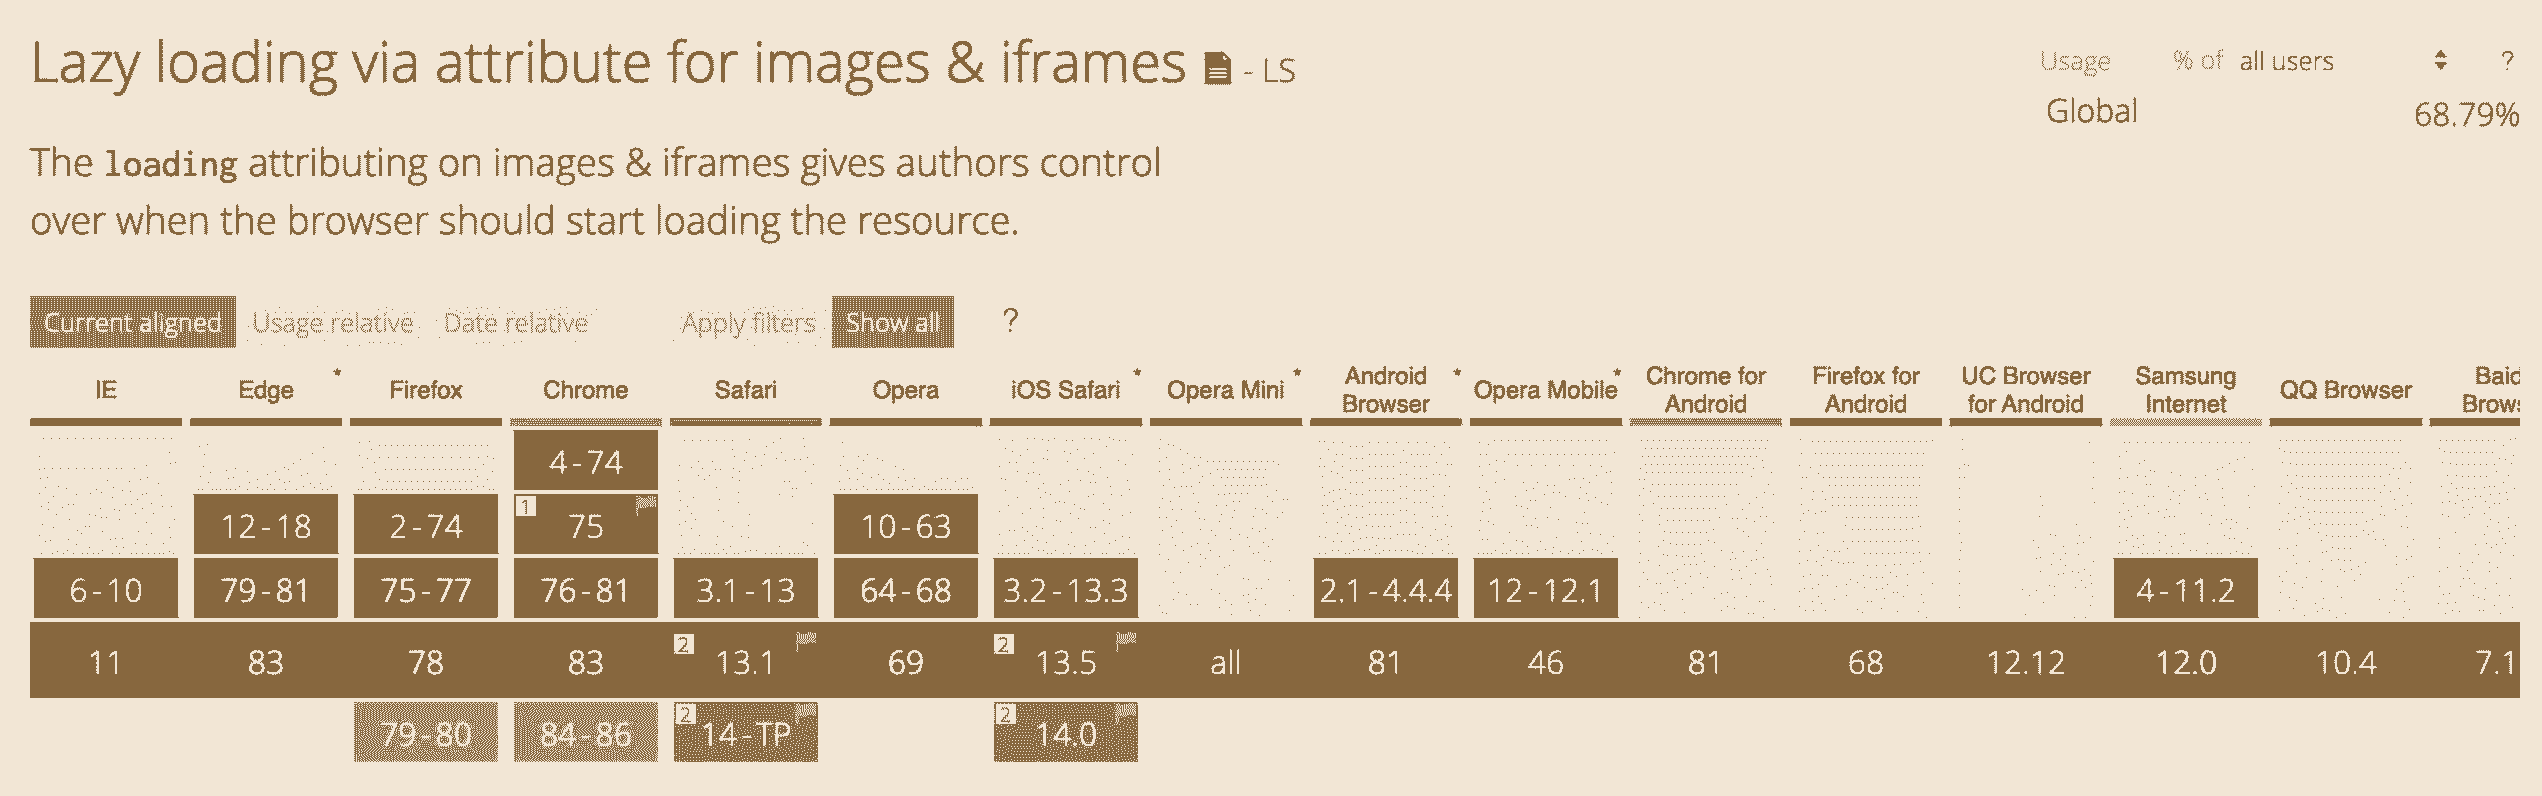 Lazy loading via attribute for images & iframes - LS
Usage % of all users ?
Global 68.79%
The loading attributing on images & iframes gives authors control
over when the browser should start loading the resource.
Current aligned Usage relative Date relative Apply filters Show all ?
IE Edge * Firefox Chrome Safari Opera iOS Safari * Opera Mini * Android Browser * Opera Mobile * Chrome for Android Firefox for Android UC Browser for Android Samsung Internet QQ Browser Baid Brows
4-74
12-18 2-74 1 75 10-63
6-10 79-81 75-77 76-81 3.1-13 64-68 3.2-13.3 2.1-4.4.4 12-12.1 4-11.2
11 83 78 83 2 13.1 69 2 13.5 all 81 46 81 68 12.12 12.0 10.4 7.1
79-80 84-86 2 14-TP 2 14.0